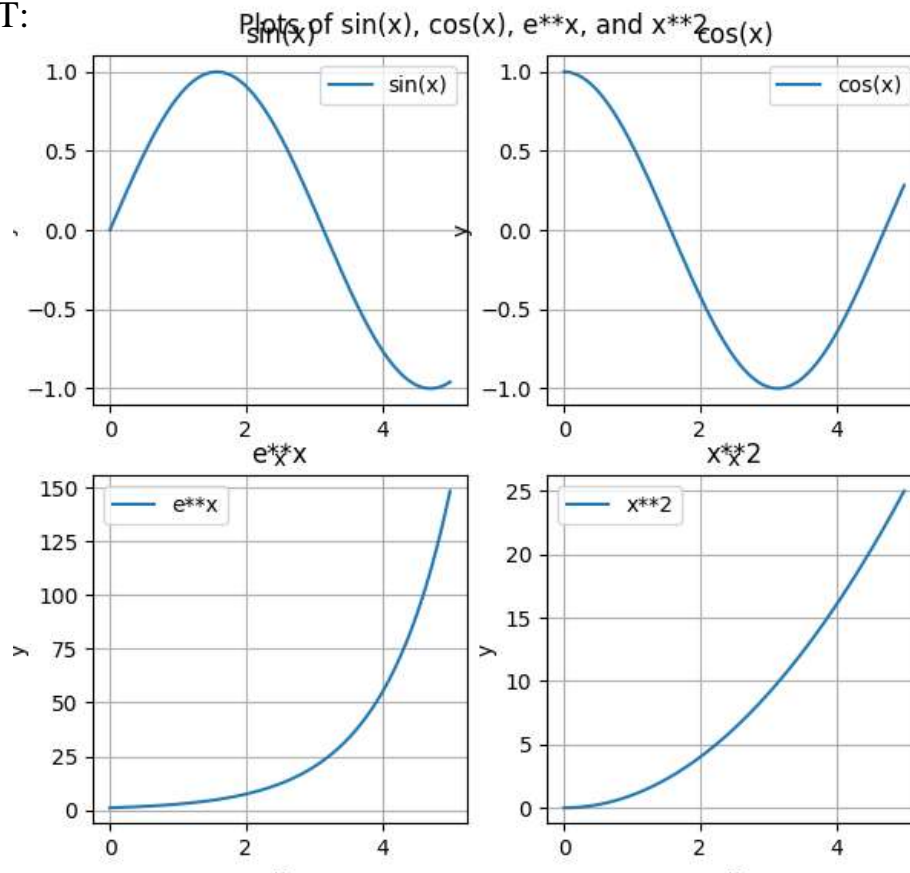 T:
Plots of sin(x), cos(x), e**x, and x**2
sin(x)
cos(x)
1.0
0.5
0.0
−0.5
−1.0
y
sin(x)
0 2 4
x
1.0
0.5
0.0
−0.5
−1.0
cos(x)
0 2 4
x
e**x
x**2
150
125
100
75
50
25
0
y
e**x
0 2 4
25
20
15
10
5
0
y
x**2
0 2 4